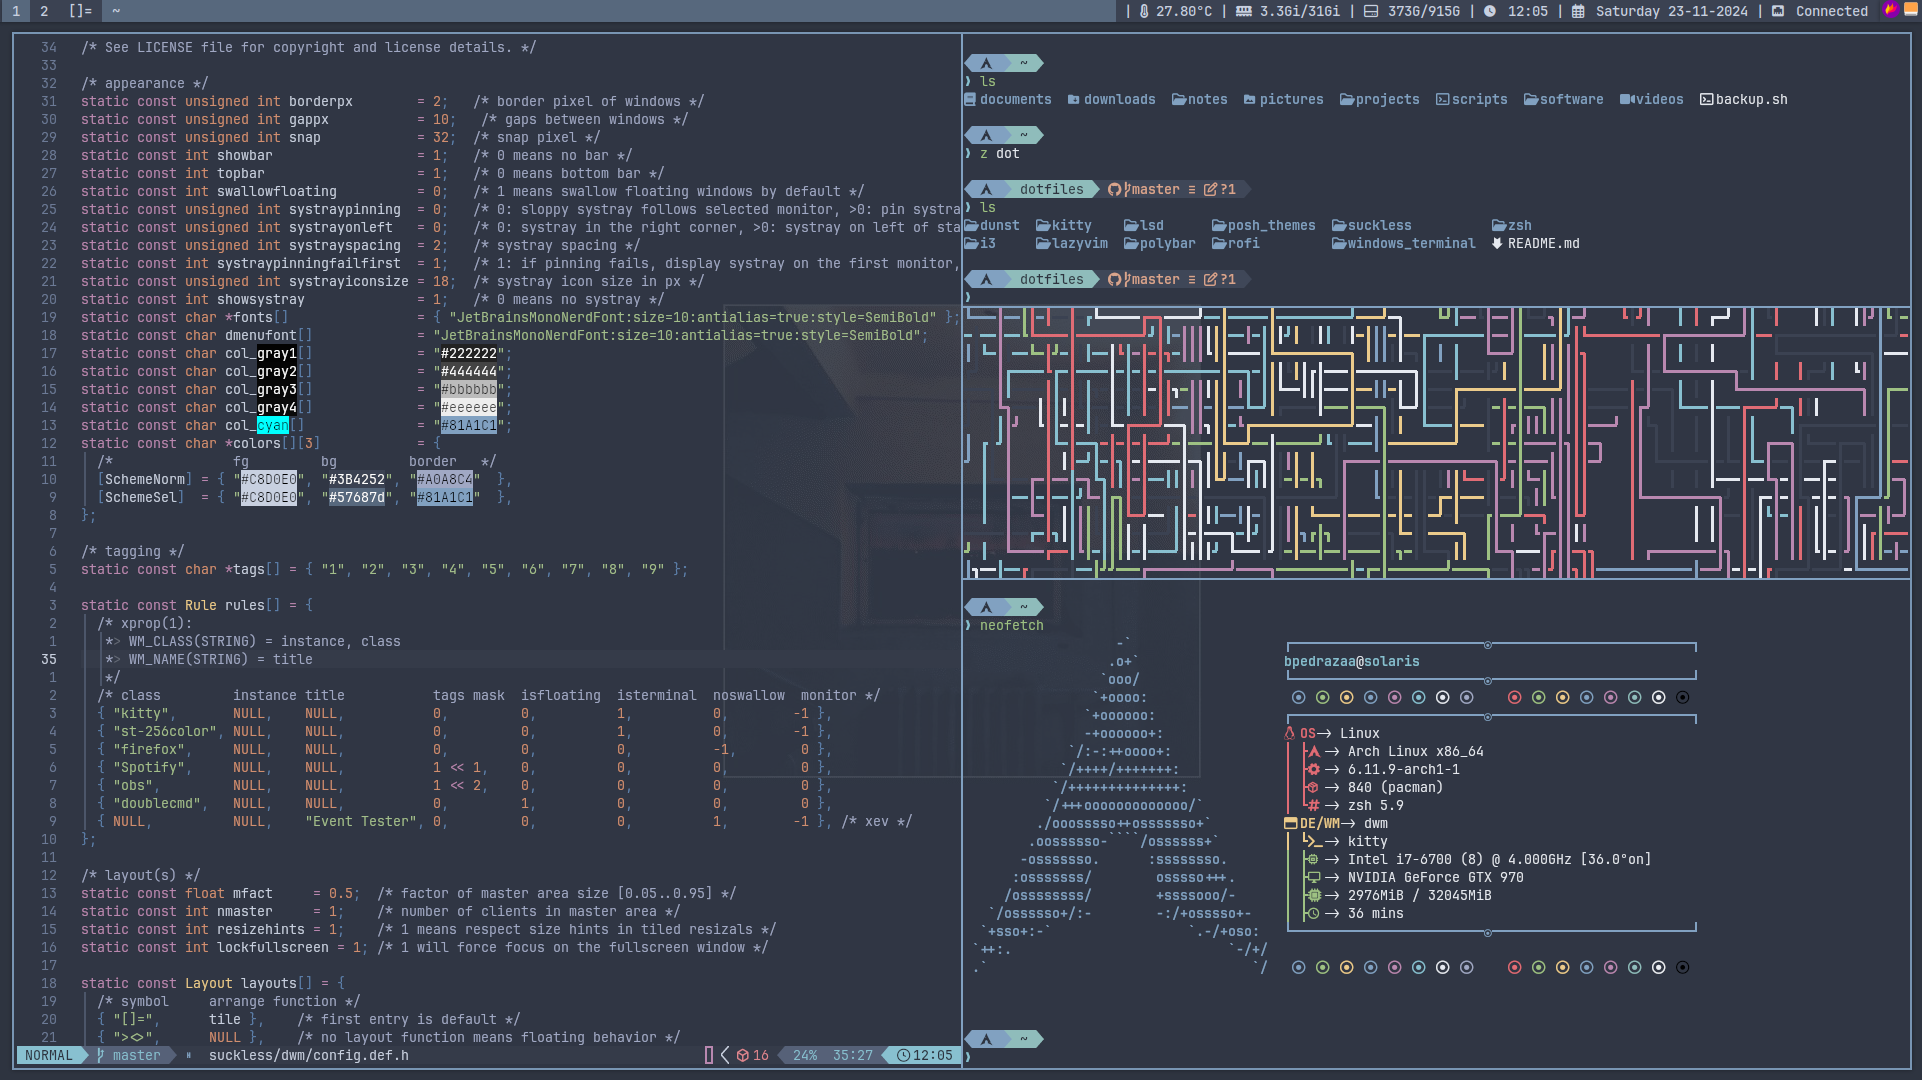 1 2 []= ~ | 27.80°C | 3.3Gi/31Gi | 373G/915G | 12:05 | Saturday 23-11-2024 | Connected
34 /* See LICENSE file for copyright and license details. */
33
32 /* appearance */
31 static const unsigned int borderpx = 2; /* border pixel of windows */
30 static const unsigned int gappx = 10; /* gaps between windows */
29 static const unsigned int snap = 32; /* snap pixel */
28 static const int showbar = 1; /* 0 means no bar */
27 static const int topbar = 1; /* 0 means bottom bar */
26 static const int swallowfloating = 0; /* 1 means swallow floating windows by default */
25 static const unsigned int systraypinning = 0; /* 0: sloppy systray follows selected monitor, >0: pin systra
24 static const unsigned int systrayonleft = 0; /* 0: systray in the right corner, >0: systray on left of sta
23 static const unsigned int systrayspacing = 2; /* systray spacing */
22 static const int systraypinningfailfirst = 1; /* 1: if pinning fails, display systray on the first monitor,
21 static const unsigned int systrayiconsize = 18; /* systray icon size in px */
20 static const int showsystray = 1; /* 0 means no systray */
19 static const char *fonts[] = { "JetBrainsMonoNerdFont:size=10:antialias=true:style=SemiBold" };
18 static const char dmenufont[] = "JetBrainsMonoNerdFont:size=10:antialias=true:style=SemiBold";
17 static const char col_gray1[] = "#222222";
16 static const char col_gray2[] = "#444444";
15 static const char col_gray3[] = "#bbbbbb";
14 static const char col_gray4[] = "#eeeeee";
13 static const char col_cyan[] = "#81A1C1";
12 static const char *colors[][3] = {
11 /* fg bg border */
10 [SchemeNorm] = { "#C8D0E0", "#3B4252", "#A0A8C4" },
9 [SchemeSel] = { "#C8D0E0", "#57687d", "#81A1C1" },
8 };
7
6 /* tagging */
5 static const char *tags[] = { "1", "2", "3", "4", "5", "6", "7", "8", "9" };
4
3 static const Rule rules[] = {
2 /* xprop(1):
1 *> WM_CLASS(STRING) = instance, class
35 *> WM_NAME(STRING) = title
1 */
2 /* class instance title tags mask isfloating isterminal noswallow monitor */
3 { "kitty", NULL, NULL, 0, 0, 1, 0, -1 },
4 { "st-256color", NULL, NULL, 0, 0, 1, 0, -1 },
5 { "firefox", NULL, NULL, 0, 0, 0, -1, 0 },
6 { "Spotify", NULL, NULL, 1 << 1, 0, 0, 0, 0 },
7 { "obs", NULL, NULL, 1 << 2, 0, 0, 0, 0 },
8 { "doublecmd", NULL, NULL, 0, 1, 0, 0, 0 },
9 { NULL, NULL, "Event Tester", 0, 0, 0, 1, -1 }, /* xev */
10 };
11
12 /* layout(s) */
13 static const float mfact = 0.5; /* factor of master area size [0.05..0.95] */
14 static const int nmaster = 1; /* number of clients in master area */
15 static const int resizehints = 1; /* 1 means respect size hints in tiled resizals */
16 static const int lockfullscreen = 1; /* 1 will force focus on the fullscreen window */
17
18 static const Layout layouts[] = {
19 /* symbol arrange function */
20 { "[]=", tile }, /* first entry is default */
21 { "><>", NULL }, /* no layout function means floating behavior */
NORMAL master suckless/dwm/config.def.h 16 24% 35:27 12:05
~
❯ ls
documents downloads notes pictures projects scripts software videos backup.sh
~
❯ z dot
dotfiles master ≡ ?1
❯ ls
dunst kitty lsd posh_themes suckless zsh
i3 lazyvim polybar rofi windows_terminal README.md
dotfiles master ≡ ?1
❯
~
❯ neofetch
-`
.o+`
`ooo/
`+oooo:
`+oooooo:
-+oooooo+:
`/:-:++oooo+:
`/++++/+++++++:
`/++++++++++++++:
`/+++ooooooooooooo/`
./ooosssso++osssssso+`
.oossssso-````/ossssss+`
-osssssso. :ssssssso.
:osssssss/ osssso+++.
/ossssssss/ +ssssooo/-
`/ossssso+/:- -:/+osssso+-
`+sso+:-` `.-/+oso:
`++:. `-/+/
.` `/
bpedrazaa@solaris
OS→ Linux
→ Arch Linux x86_64
→ 6.11.9-arch1-1
→ 840 (pacman)
→ zsh 5.9
DE/WM→ dwm
→ kitty
→ Intel i7-6700 (8) @ 4.000GHz [36.0°on]
→ NVIDIA GeForce GTX 970
→ 2976MiB / 32045MiB
→ 36 mins
~
❯